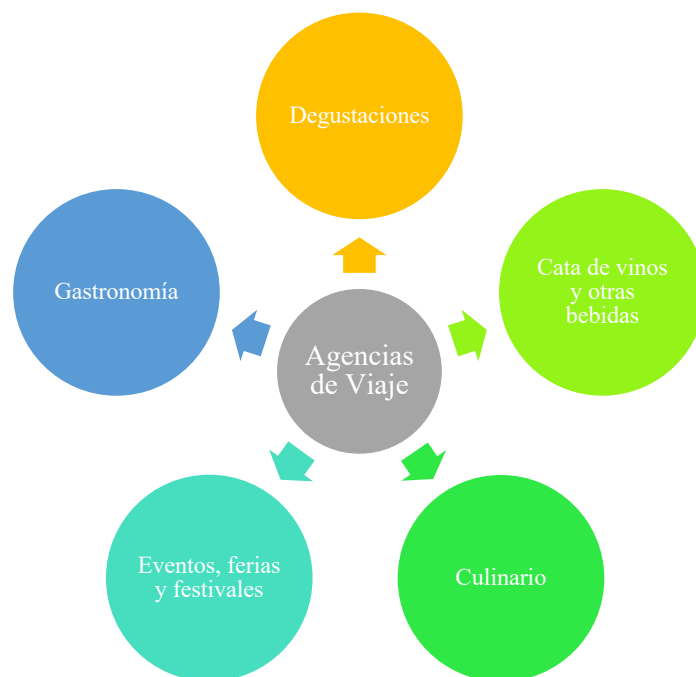 Degustaciones
Cata de vinos
y otras
bebidas
Gastronomía
Agencias
de Viaje
Eventos, ferias
y festivales
Culinario